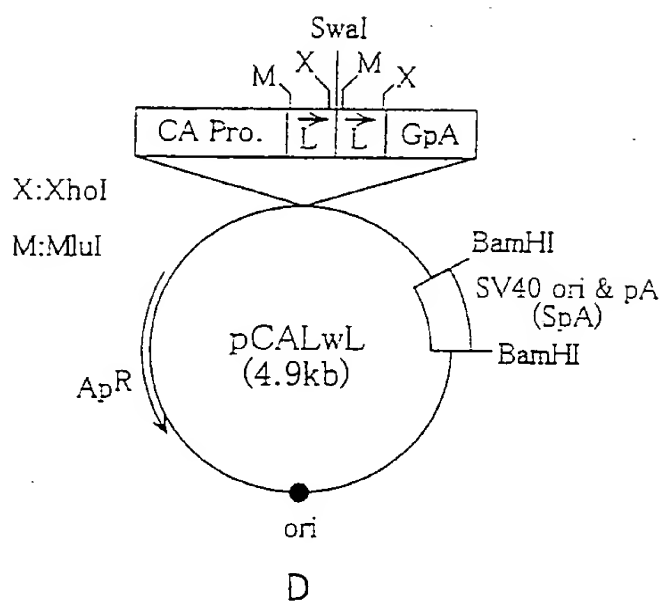 SwaI
M X M X
CA Pro. L L GpA
X:XhoI
M:MluI
BamHI
SV40 ori & pA
(SpA)
BamHI
pCALwL
(4.9kb)
ApR
ori
D